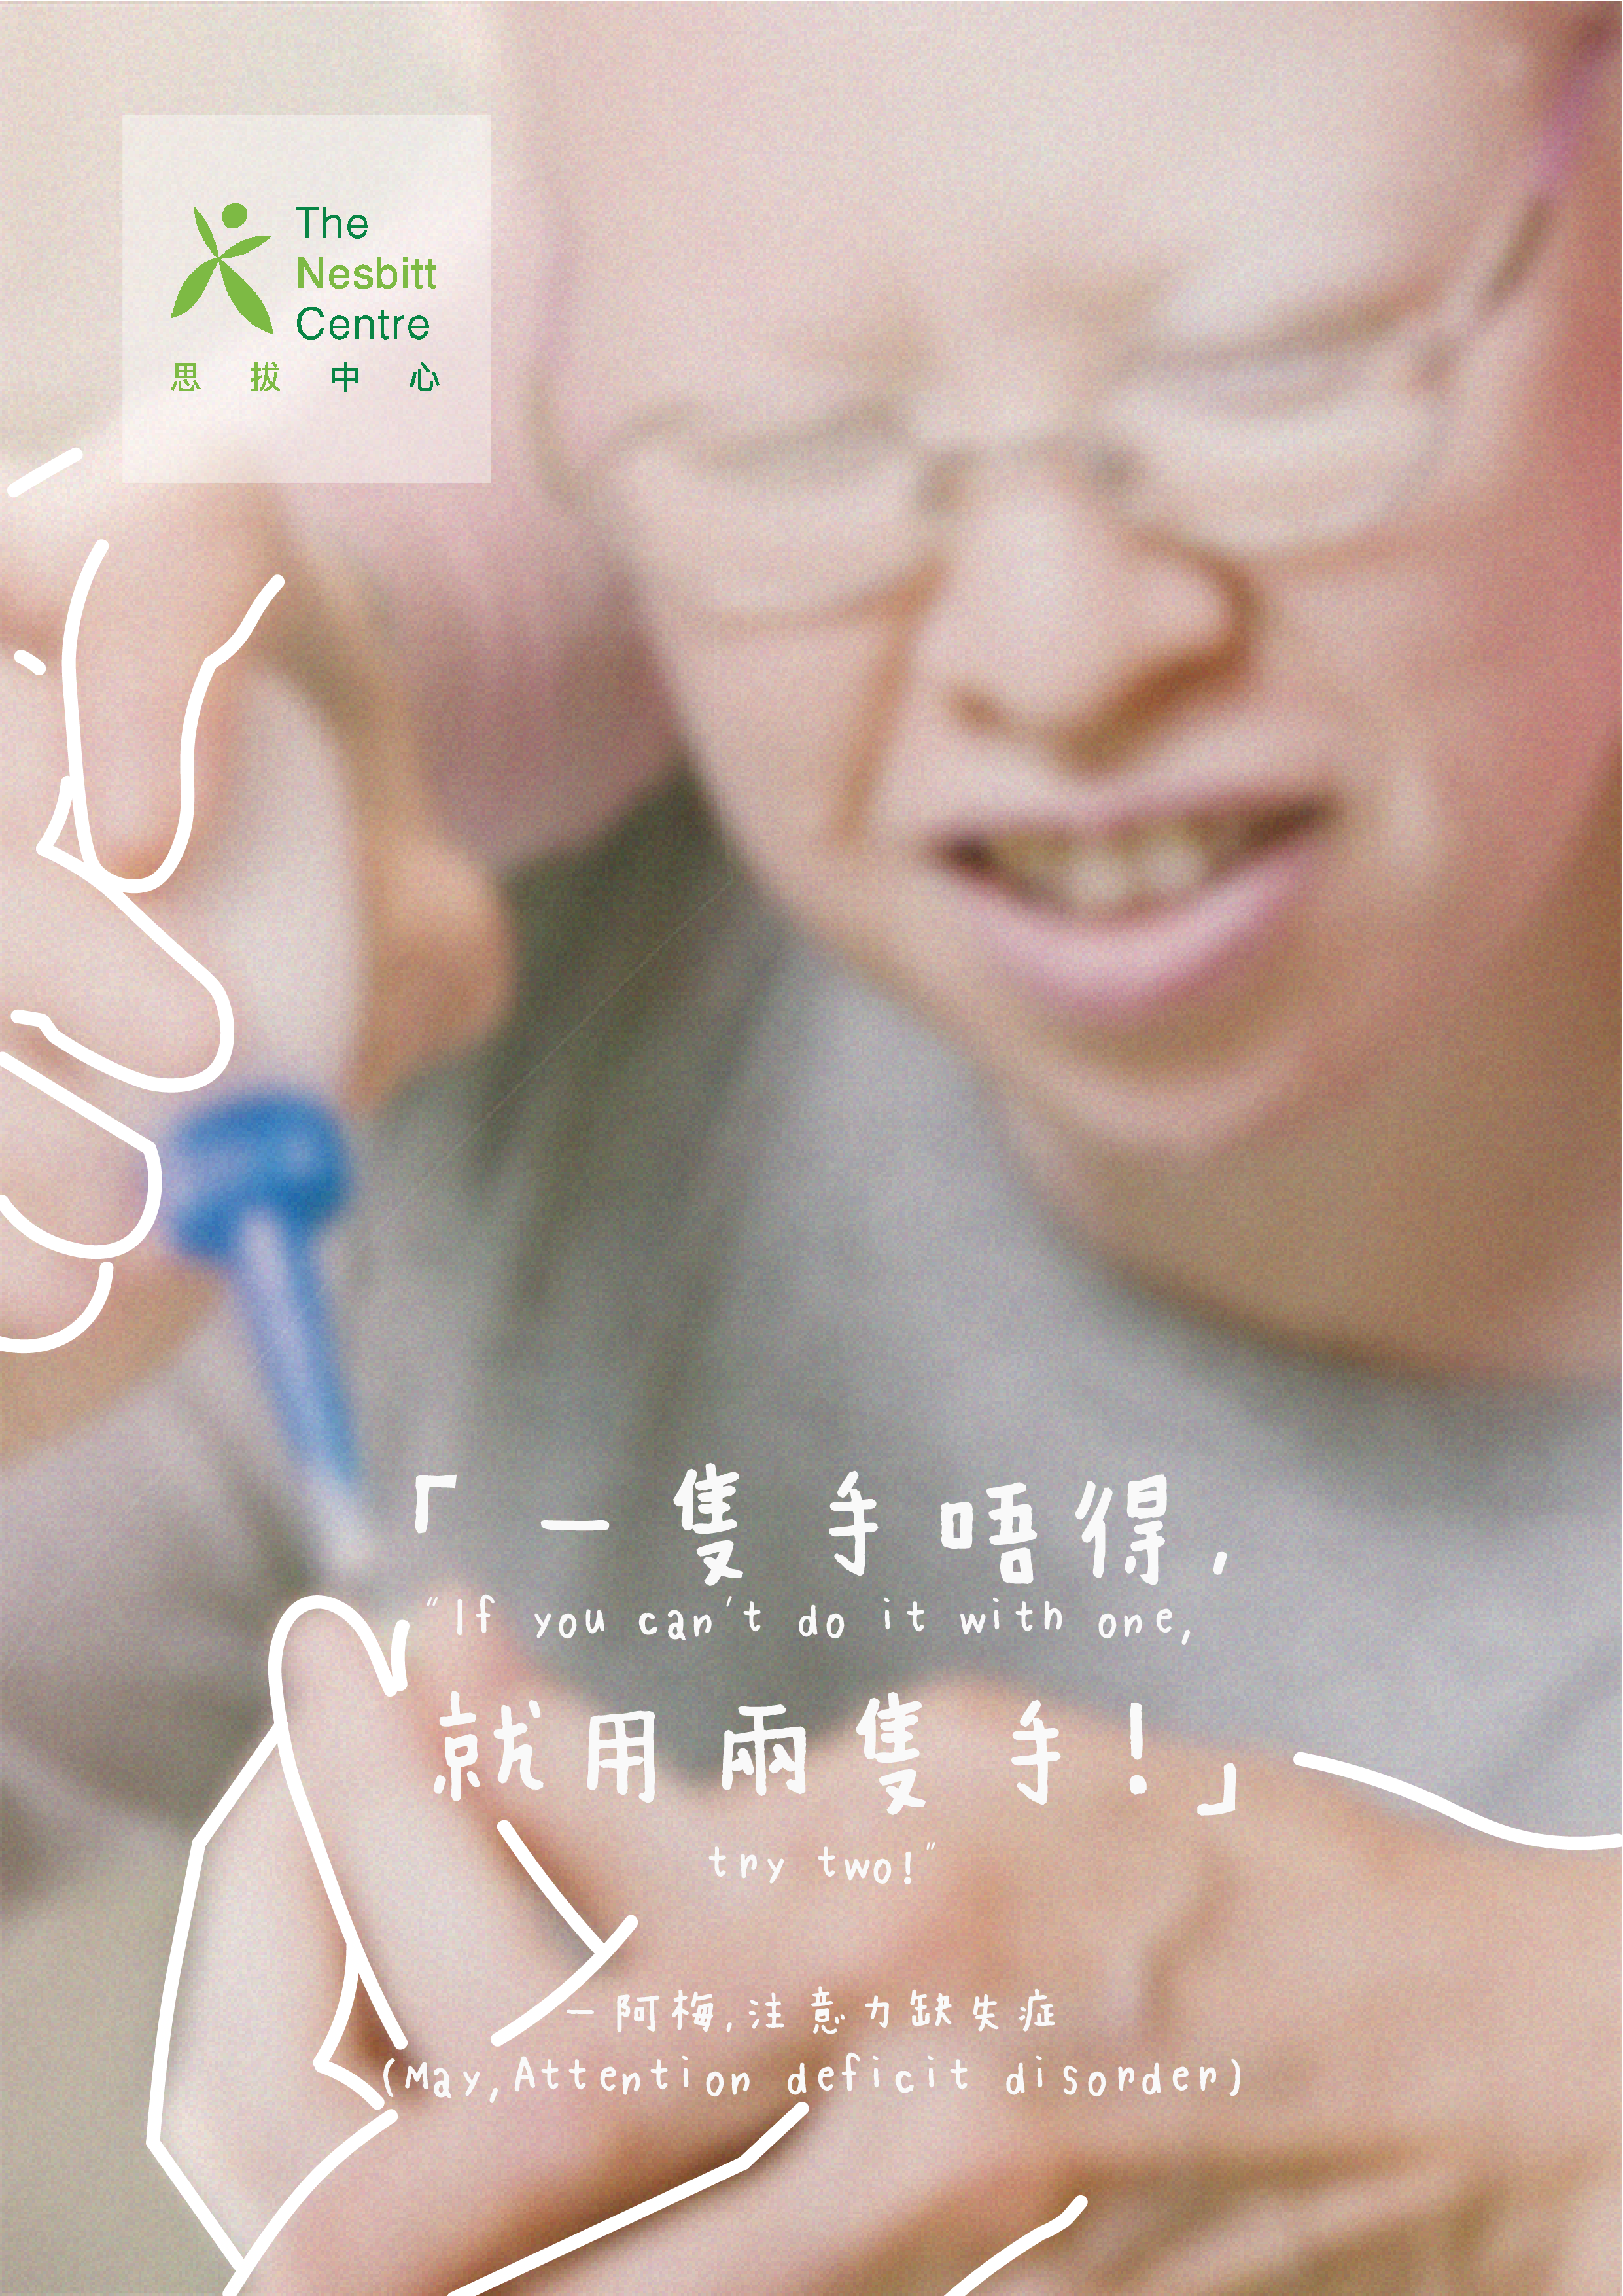 The
Nesbitt
Centre
思拔中心
「一隻手唔得,
“If you can't do it with one,
就用兩隻手!」
try two!”
—阿梅,注意力缺失症
(May,Attention deficit disorder)